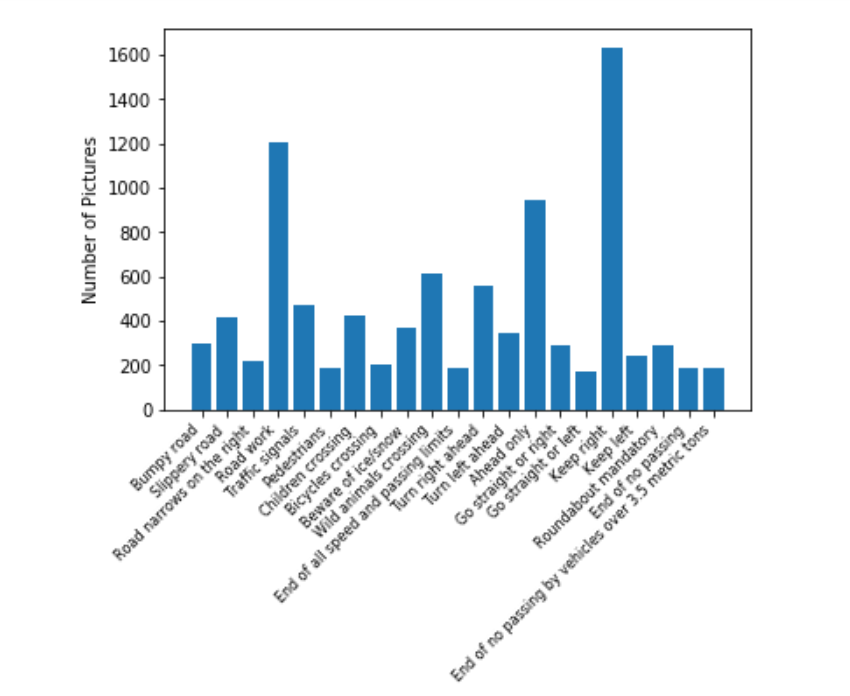 Number of Pictures
1600
1400
1200
1000
800
600
400
200
0
Bumpy road
Slippery road
Road narrows on the right
Road work
Traffic signals
Pedestrians
Children crossing
Bicycles crossing
Beware of ice/snow
Wild animals crossing
End of all speed and passing limits
Turn right ahead
Turn left ahead
Ahead only
Go straight or right
Go straight or left
Keep right
Keep left
Roundabout mandatory
End of no passing
End of no passing by vehicles over 3.5 metric tons